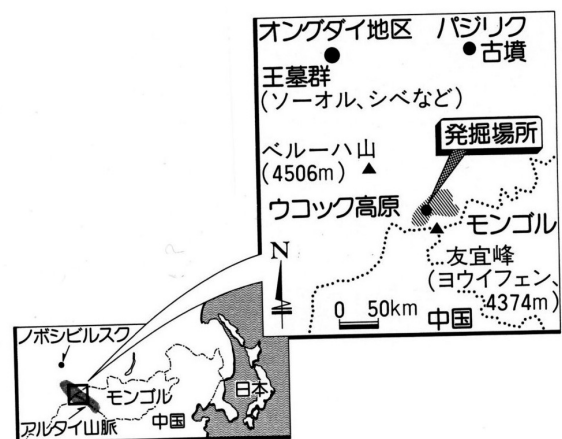 オングダイ地区
パジリク古墳
王墓群
(ソーオル、シベなど)
発掘場所
ベルーハ山
(4506m)
ウコック高原
モンゴル
友宜峰
(ヨウイフェン、
4374m)
N
0 50km
中国
ノボシビルスク
モンゴル
日本
中国
アルタイ山脈